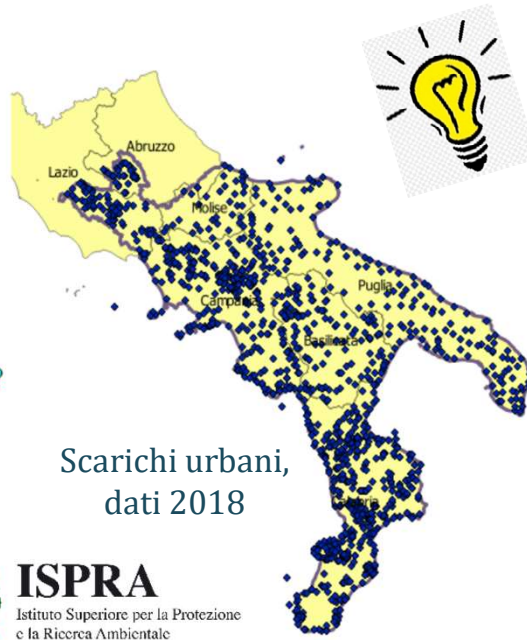 Abruzzo
Lazio
Molise
Puglia
Campania
Basilicata
Calabria
Scarichi urbani,
dati 2018
ISPRA
Istituto Superiore per la Protezione
e la Ricerca Ambientale